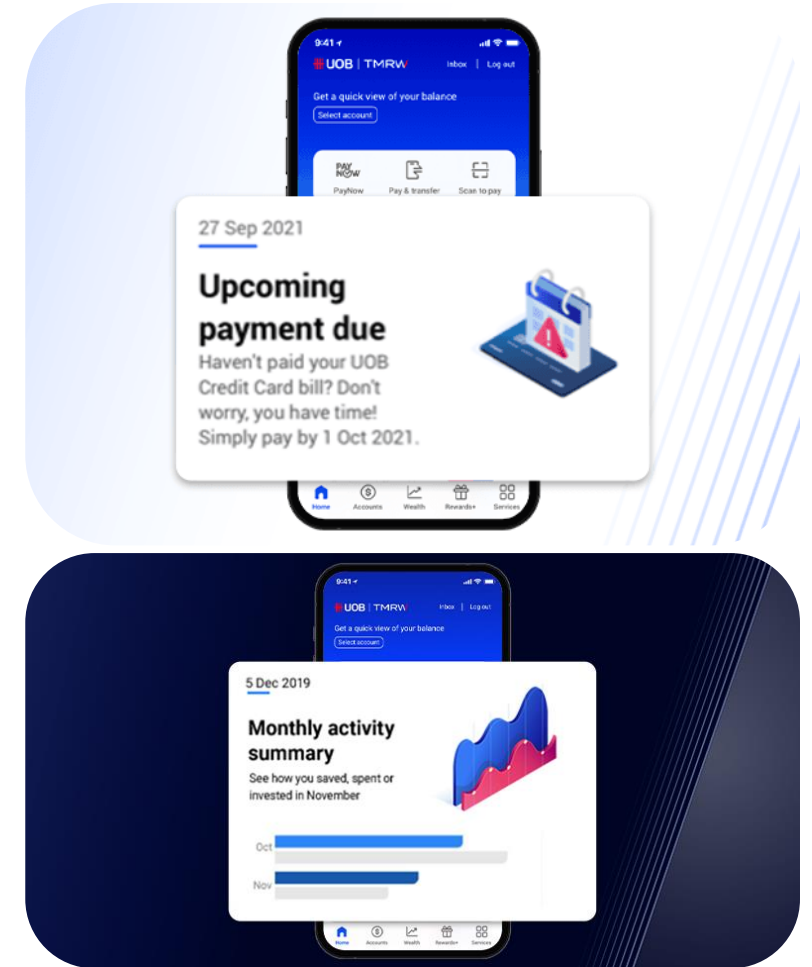 9:41
UOB | TMRW
Inbox | Log out
Get a quick view of your balance
Select account
PAY NOW
PayNow Pay & transfer Scan to pay
27 Sep 2021
Upcoming
payment due
Haven't paid your UOB
Credit Card bill? Don't
worry, you have time!
Simply pay by 1 Oct 2021.
Home Accounts Wealth Rewards+ Services
9:41
UOB | TMRW
Inbox | Log out
Get a quick view of your balance
Select account
5 Dec 2019
Monthly activity
summary
See how you saved, spent or
invested in November
Oct
Nov
Home Accounts Wealth Rewards+ Services